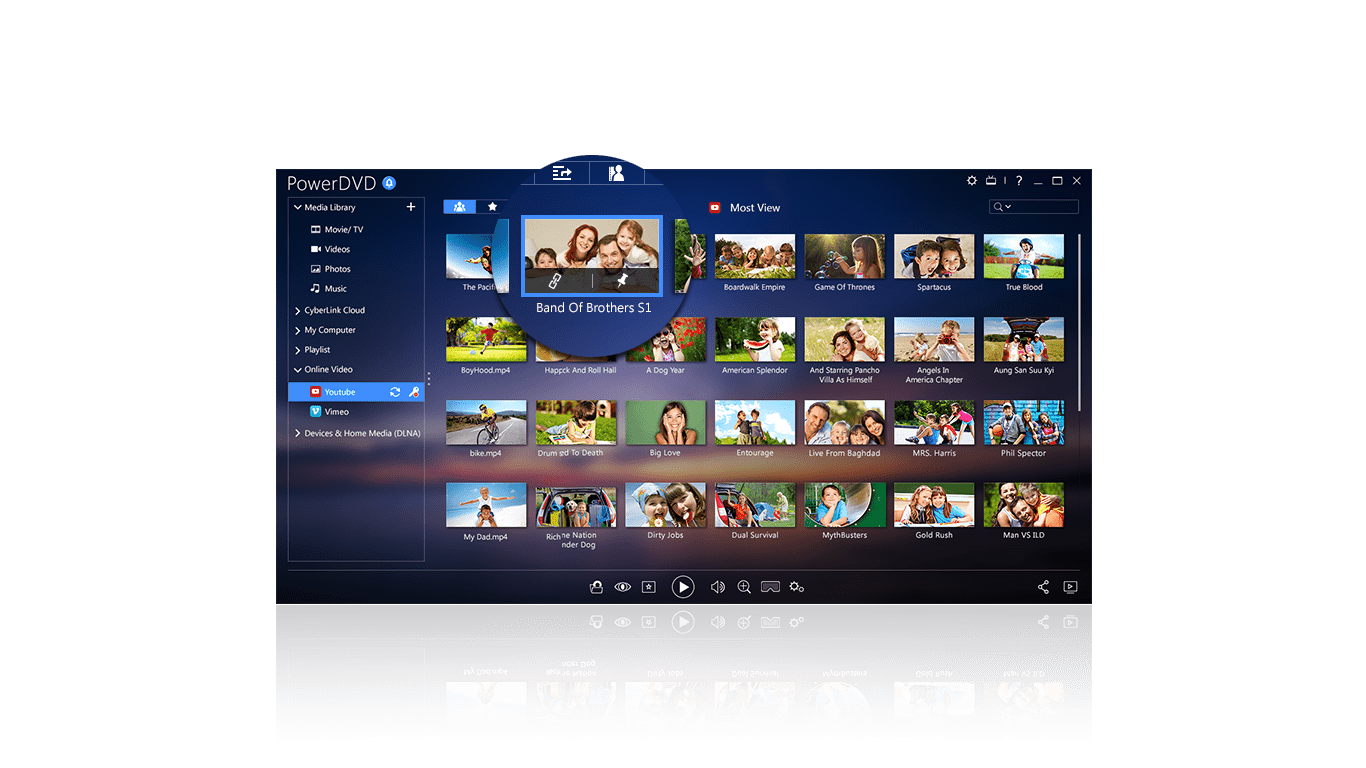 PowerDVD
Media Library +
Movie/ TV
Videos
Photos
Music
CyberLink Cloud
My Computer
Playlist
Online Video
Youtube
Vimeo
Devices & Home Media (DLNA)
?
Most View
The Pacifi
Band Of Brothers S1
Boardwalk Empire
Game Of Thrones
Spartacus
True Blood
BoyHood.mp4
Happck And Roll Hall
A Dog Year
American Splendor
And Starring Pancho
Villa As Himself
Angels In
America Chapter
Aung San Suu Kyi
bike.mp4
Drum gd To Death
Big Love
Entourage
Live From Baghdad
MRS. Harris
Phil Spector
My Dad.mp4
Rich ne Nation
nder Dog
Dirty Jobs
Dual Survival
MythBusters
Gold Rush
Man VS ILD